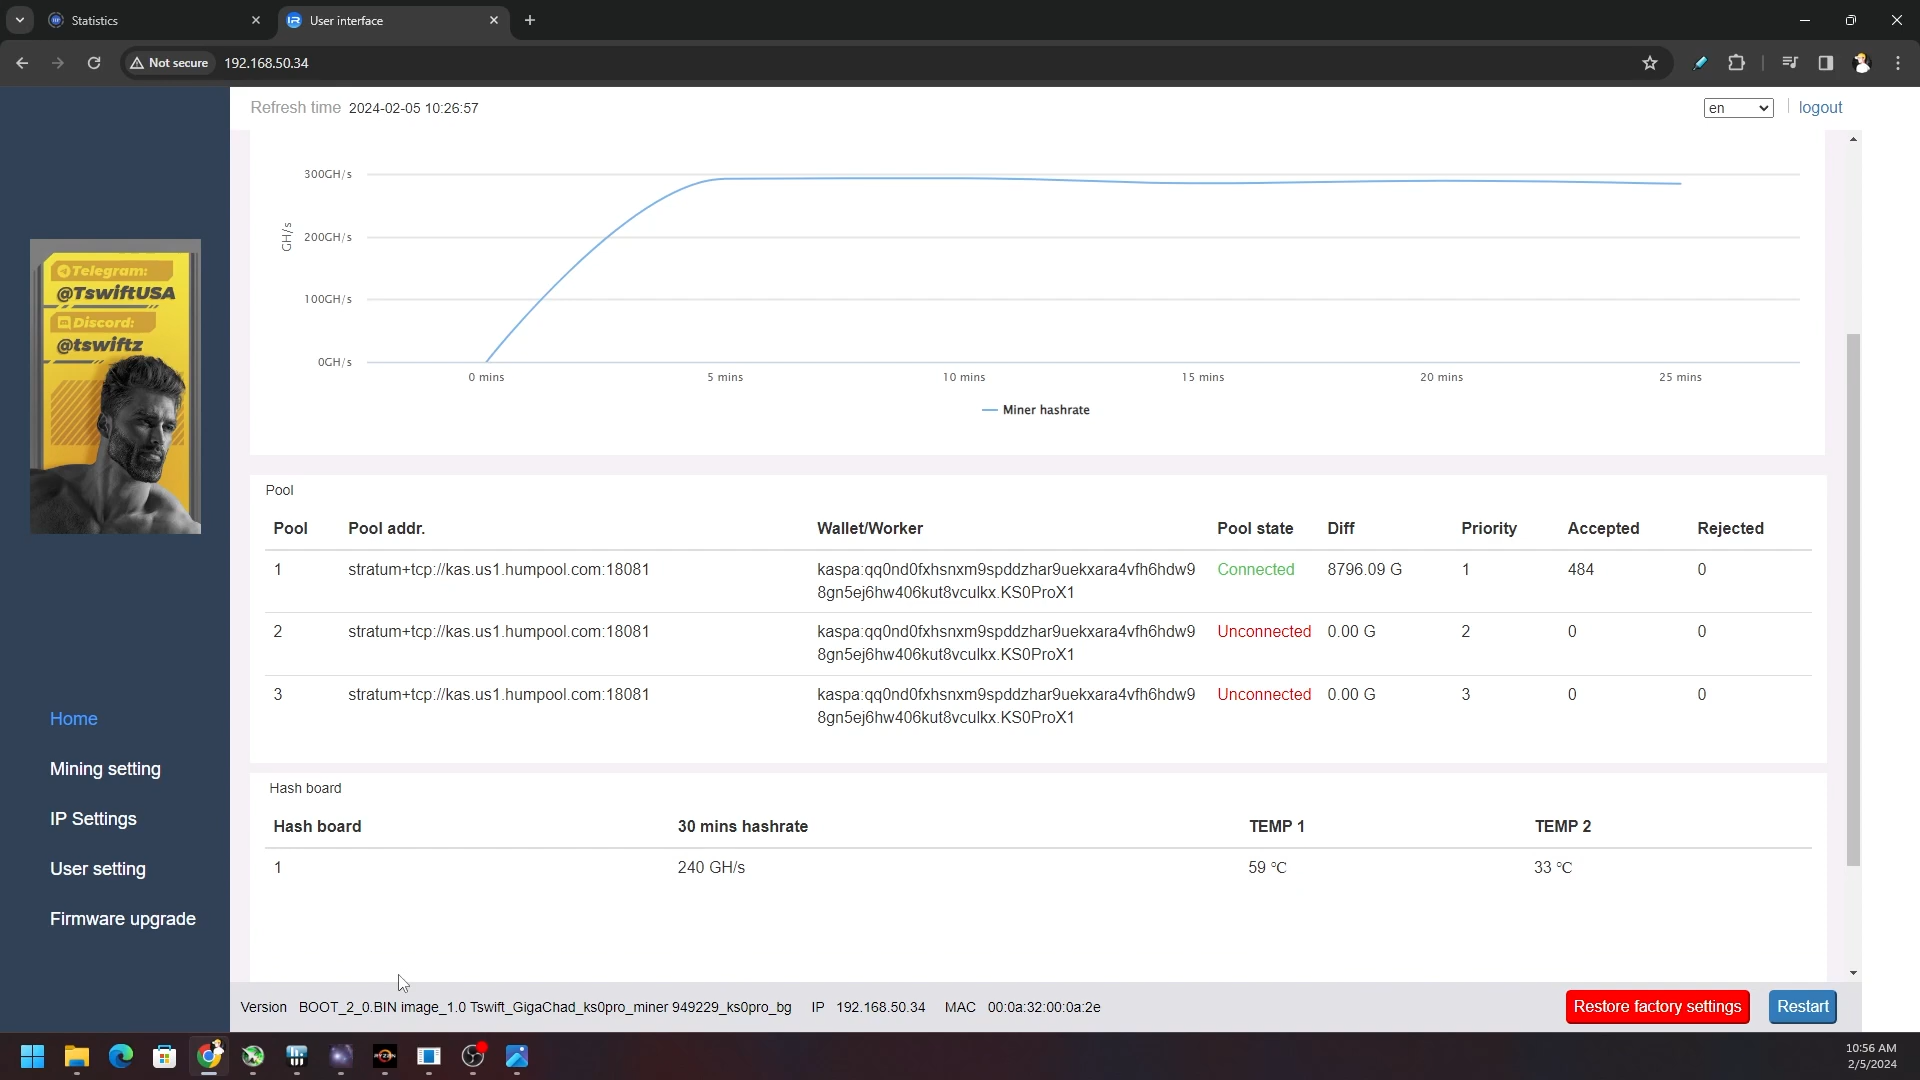 Statistics
User interface
Not secure 192.168.50.34
Refresh time 2024-02-05 10:26:57
en logout
Telegram:
@TswiftUSA
Discord:
@tswiftz
Home
Mining setting
IP Settings
User setting
Firmware upgrade
GH/s
300GH/s
200GH/s
100GH/s
0GH/s
0 mins 5 mins 10 mins 15 mins 20 mins 25 mins
Miner hashrate
Pool
Pool Pool addr. Wallet/Worker Pool state Diff Priority Accepted Rejected
1 stratum+tcp://kas.us1.humpool.com:18081 kaspa:qq0nd0fxhsnxm9spddzhar9uekxara4vfh6hdw9 Connected 8796.09 G 1 484 0
8gn5ej6hw406kut8vculkx.KS0ProX1
2 stratum+tcp://kas.us1.humpool.com:18081 kaspa:qq0nd0fxhsnxm9spddzhar9uekxara4vfh6hdw9 Unconnected 0.00 G 2 0 0
8gn5ej6hw406kut8vculkx.KS0ProX1
3 stratum+tcp://kas.us1.humpool.com:18081 kaspa:qq0nd0fxhsnxm9spddzhar9uekxara4vfh6hdw9 Unconnected 0.00 G 3 0 0
8gn5ej6hw406kut8vculkx.KS0ProX1
Hash board
Hash board 30 mins hashrate TEMP 1 TEMP 2
1 240 GH/s 59 °C 33 °C
Version BOOT_2_0.BIN image_1.0 Tswift_GigaChad_ks0pro_miner 949229_ks0pro_bg IP 192.168.50.34 MAC 00:0a:32:00:0a:2e
Restore factory settings Restart
RYZEN
10:56 AM
2/5/2024